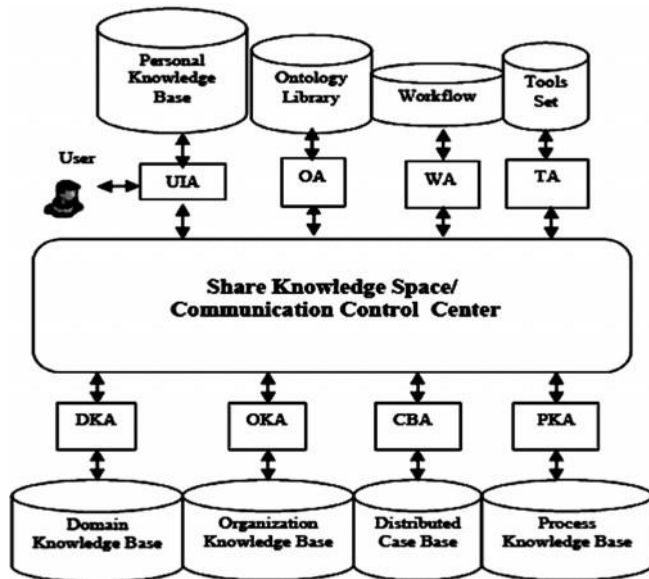 Personal
Knowledge
Base
Ontology
Library
Workflow
Tools
Set
User
UIA
OA
WA
TA
Share Knowledge Space/
Communication Control Center
DKA
OKA
CBA
PKA
Domain
Knowledge Base
Organization
Knowledge Base
Distributed
Case Base
Process
Knowledge Base